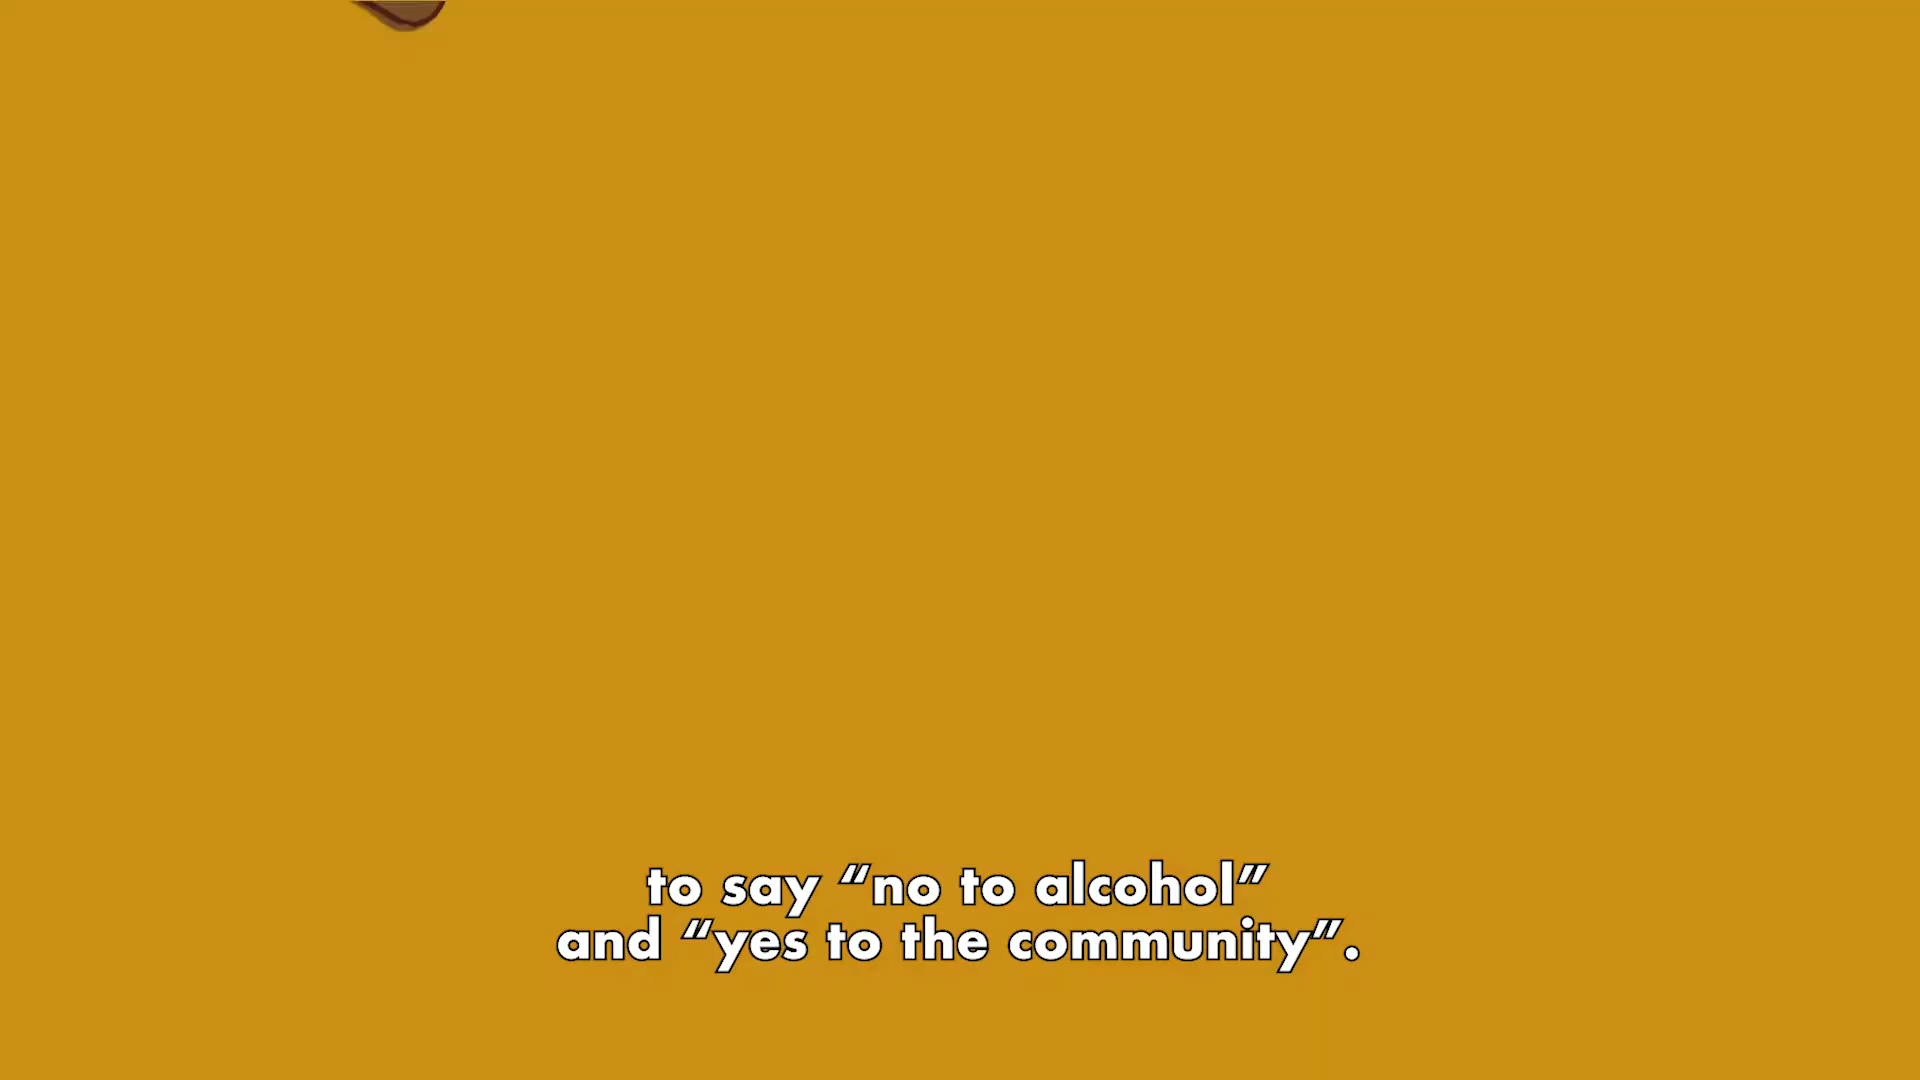 to say “no to alcohol”
and “yes to the community”.